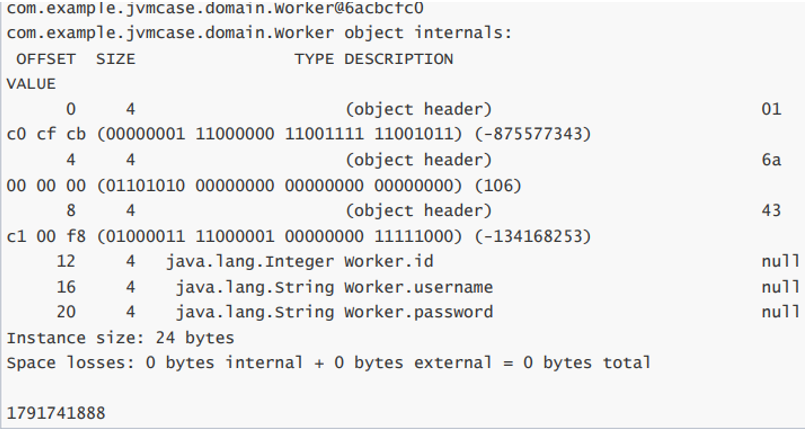 com.example.jvmcase.domain.Worker@6acbcfc0
com.example.jvmcase.domain.Worker object internals:
OFFSET  SIZE                TYPE DESCRIPTION
VALUE
0     4                    (object header)                           01
c0 cf cb (00000001 11000000 11001111 11001011) (-875577343)
4     4                    (object header)                           6a
00 00 00 (01101010 00000000 00000000 00000000) (106)
8     4                    (object header)                           43
c1 00 f8 (01000011 11000001 00000000 11111000) (-134168253)
12     4   java.lang.Integer Worker.id                                 null
16     4    java.lang.String Worker.username                           null
20     4    java.lang.String Worker.password                           null
Instance size: 24 bytes
Space losses: 0 bytes internal + 0 bytes external = 0 bytes total
1791741888